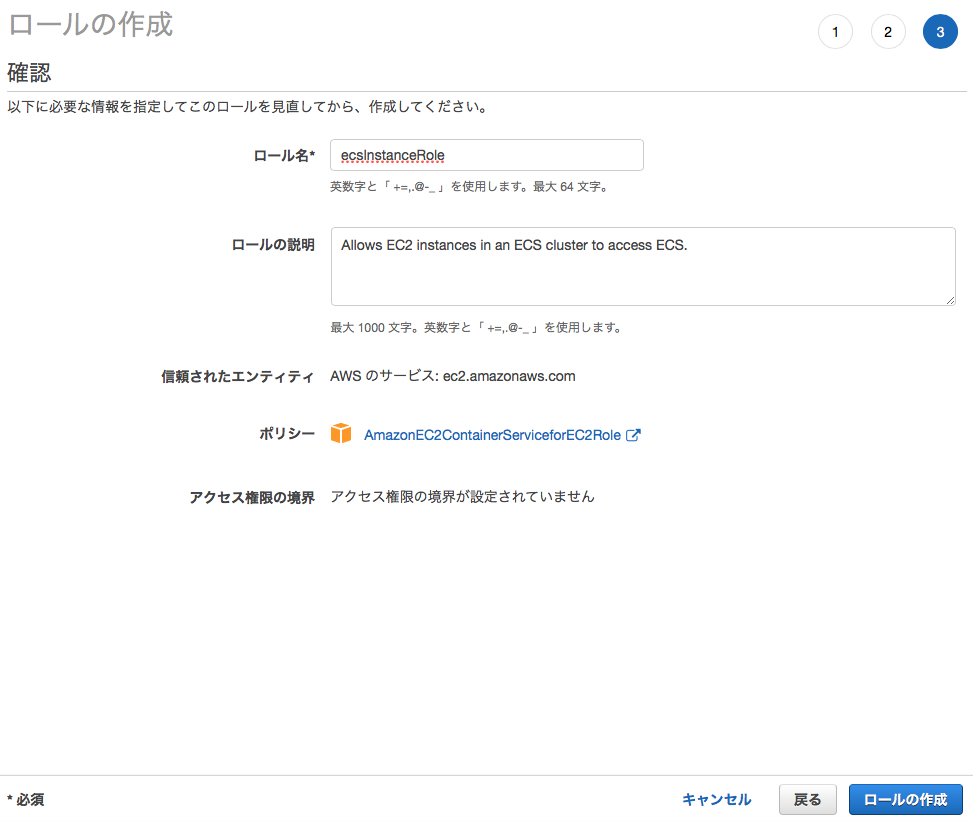 ロールの作成
1 2 3
確認
以下に必要な情報を指定してこのロールを見直してから、作成してください。
ロール名* ecsInstanceRole
英数字と「 +=,.@-_ 」を使用します。最大 64 文字。
ロールの説明 Allows EC2 instances in an ECS cluster to access ECS.
最大 1000 文字。英数字と「 +=,.@-_ 」を使用します。
信頼されたエンティティ AWS のサービス: ec2.amazonaws.com
ポリシー AmazonEC2ContainerServiceforEC2Role
アクセス権限の境界 アクセス権限の境界が設定されていません
* 必須 キャンセル 戻る ロールの作成